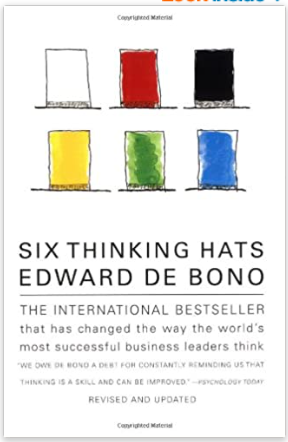 Copyrighted Material
SIX THINKING HATS
EDWARD DE BONO
THE INTERNATIONAL BESTSELLER
that has changed the way the world's
most successful business leaders think
"WE OWE DE BONO A DEBT FOR CONSTANTLY REMINDING US THAT
THINKING IS A SKILL AND CAN BE IMPROVED." —PSYCHOLOGY TODAY
REVISED AND UPDATED
Copyrighted Material